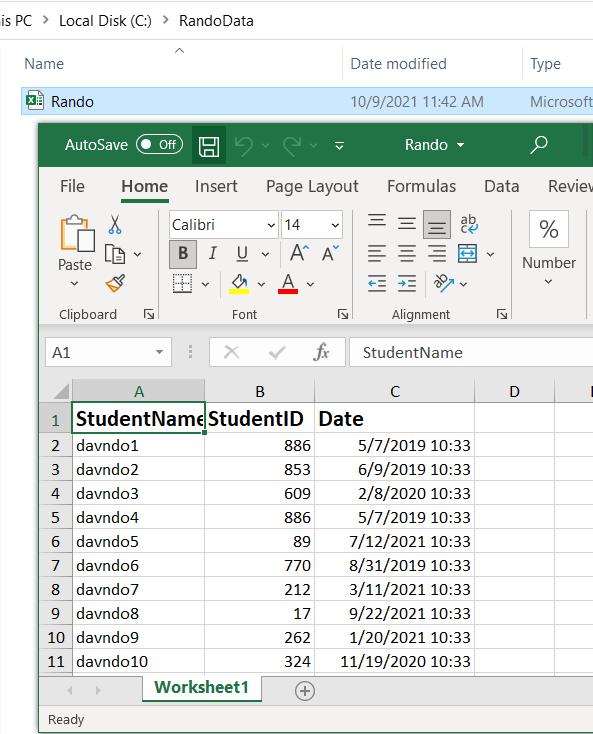 is PC > Local Disk (C:) > RandoData
Name Date modified Type
Rando 10/9/2021 11:42 AM Microsoft
AutoSave Off Rando
File Home Insert Page Layout Formulas Data Review
Calibri 14 ab
Paste B I U A A A % Number
Clipboard Font Alignment
A1 fx StudentName
A B C D
1 StudentName StudentID Date
2 davndo1 886 5/7/2019 10:33
3 davndo2 853 6/9/2019 10:33
4 davndo3 609 2/8/2020 10:33
5 davndo4 886 5/7/2019 10:33
6 davndo5 89 7/12/2021 10:33
7 davndo6 770 8/31/2019 10:33
8 davndo7 212 3/11/2021 10:33
9 davndo8 17 9/22/2021 10:33
10 davndo9 262 1/20/2021 10:33
11 davndo10 324 11/19/2020 10:33
Worksheet1
Ready